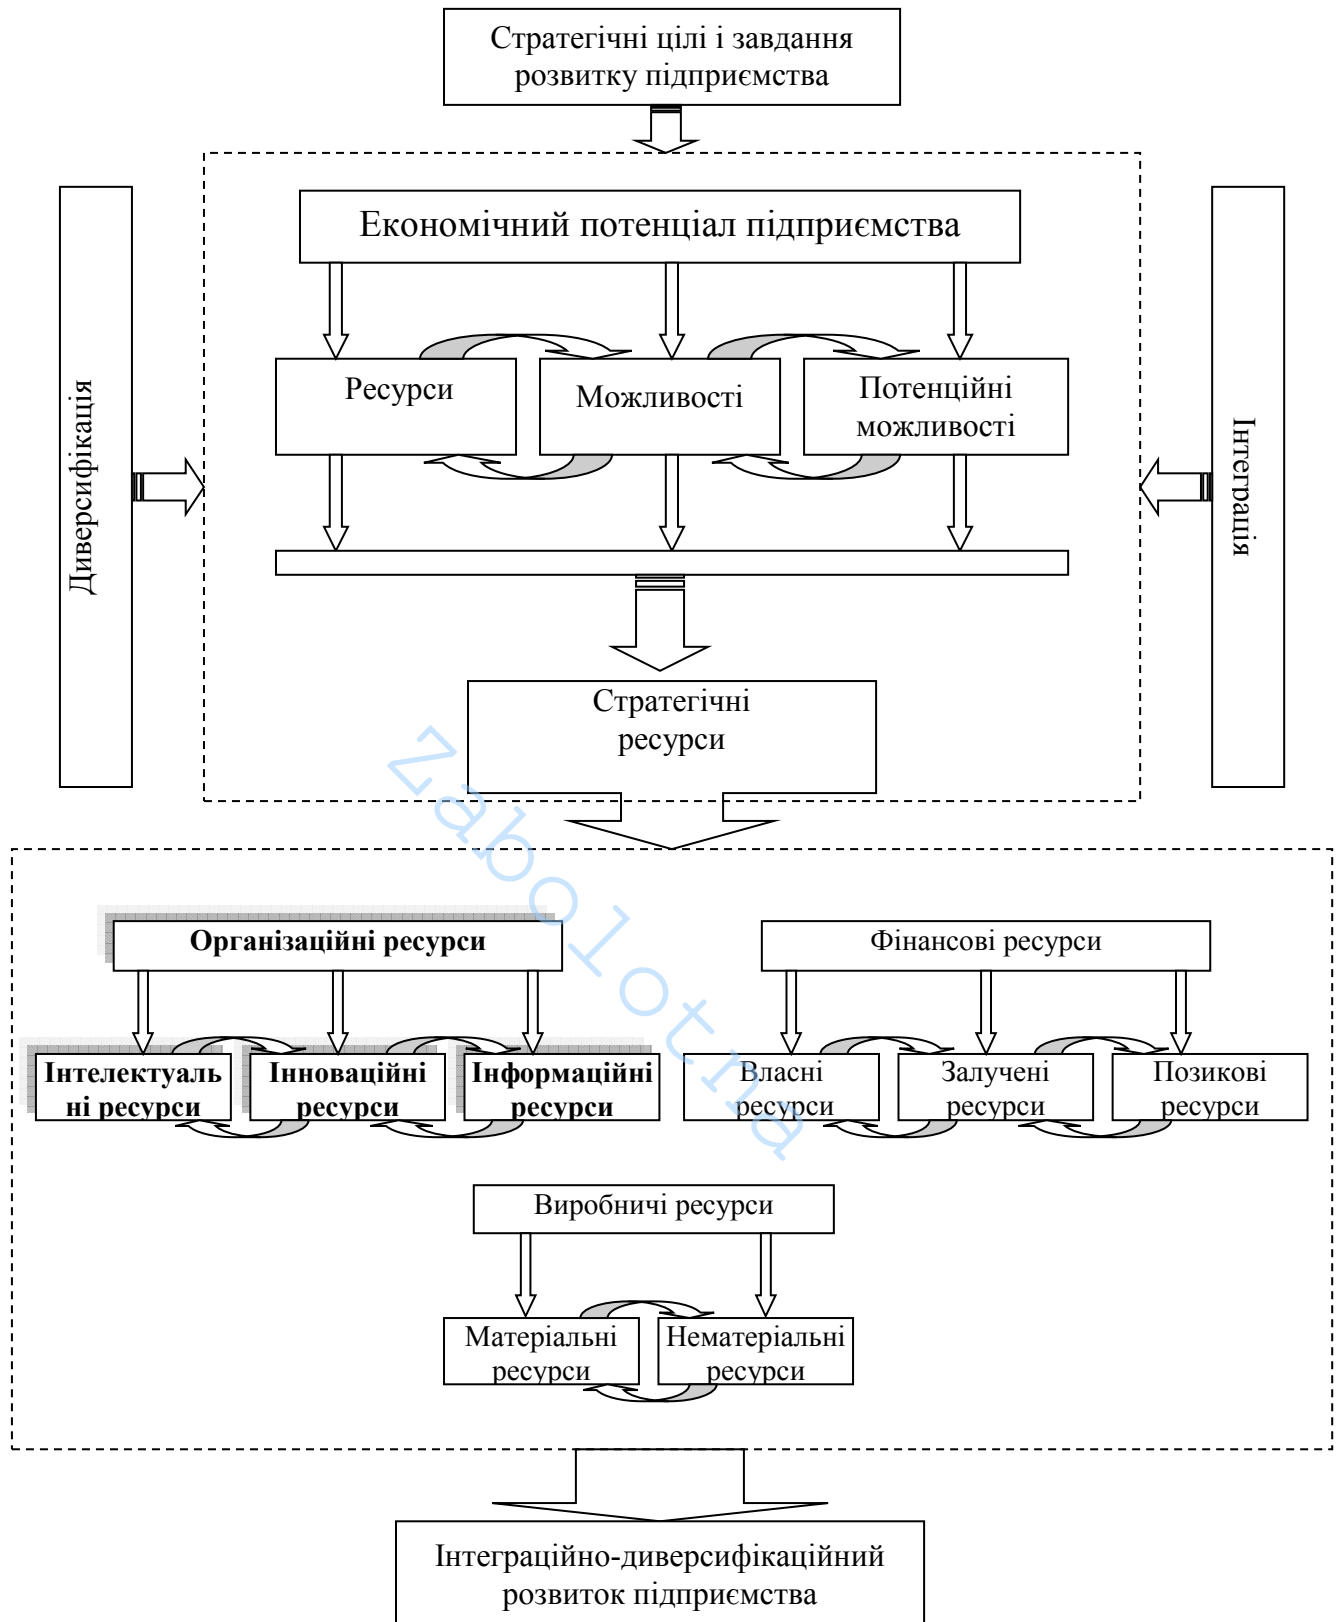 Стратегічні цілі і завдання
розвитку підприємства
Економічний потенціал підприємства
Ресурси
Можливості
Потенційні
можливості
Диверсифікація
Інтеграція
Стратегічні
ресурси
Організаційні ресурси
Фінансові ресурси
Інтелектуаль
ні ресурси
Інноваційні
ресурси
Інформаційні
ресурси
Власні
ресурси
Залучені
ресурси
Позикові
ресурси
Виробничі ресурси
Матеріальні
ресурси
Нематеріальні
ресурси
Інтеграційно-диверсифікаційний
розвиток підприємства
zabolotna